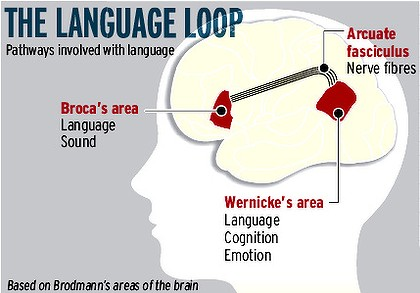 THE LANGUAGE LOOP
Pathways involved with language
Arcuate
fasciculus
Nerve fibres
Broca's area
Language
Sound
Wernicke's area
Language
Cognition
Emotion
Based on Brodmann's areas of the brain